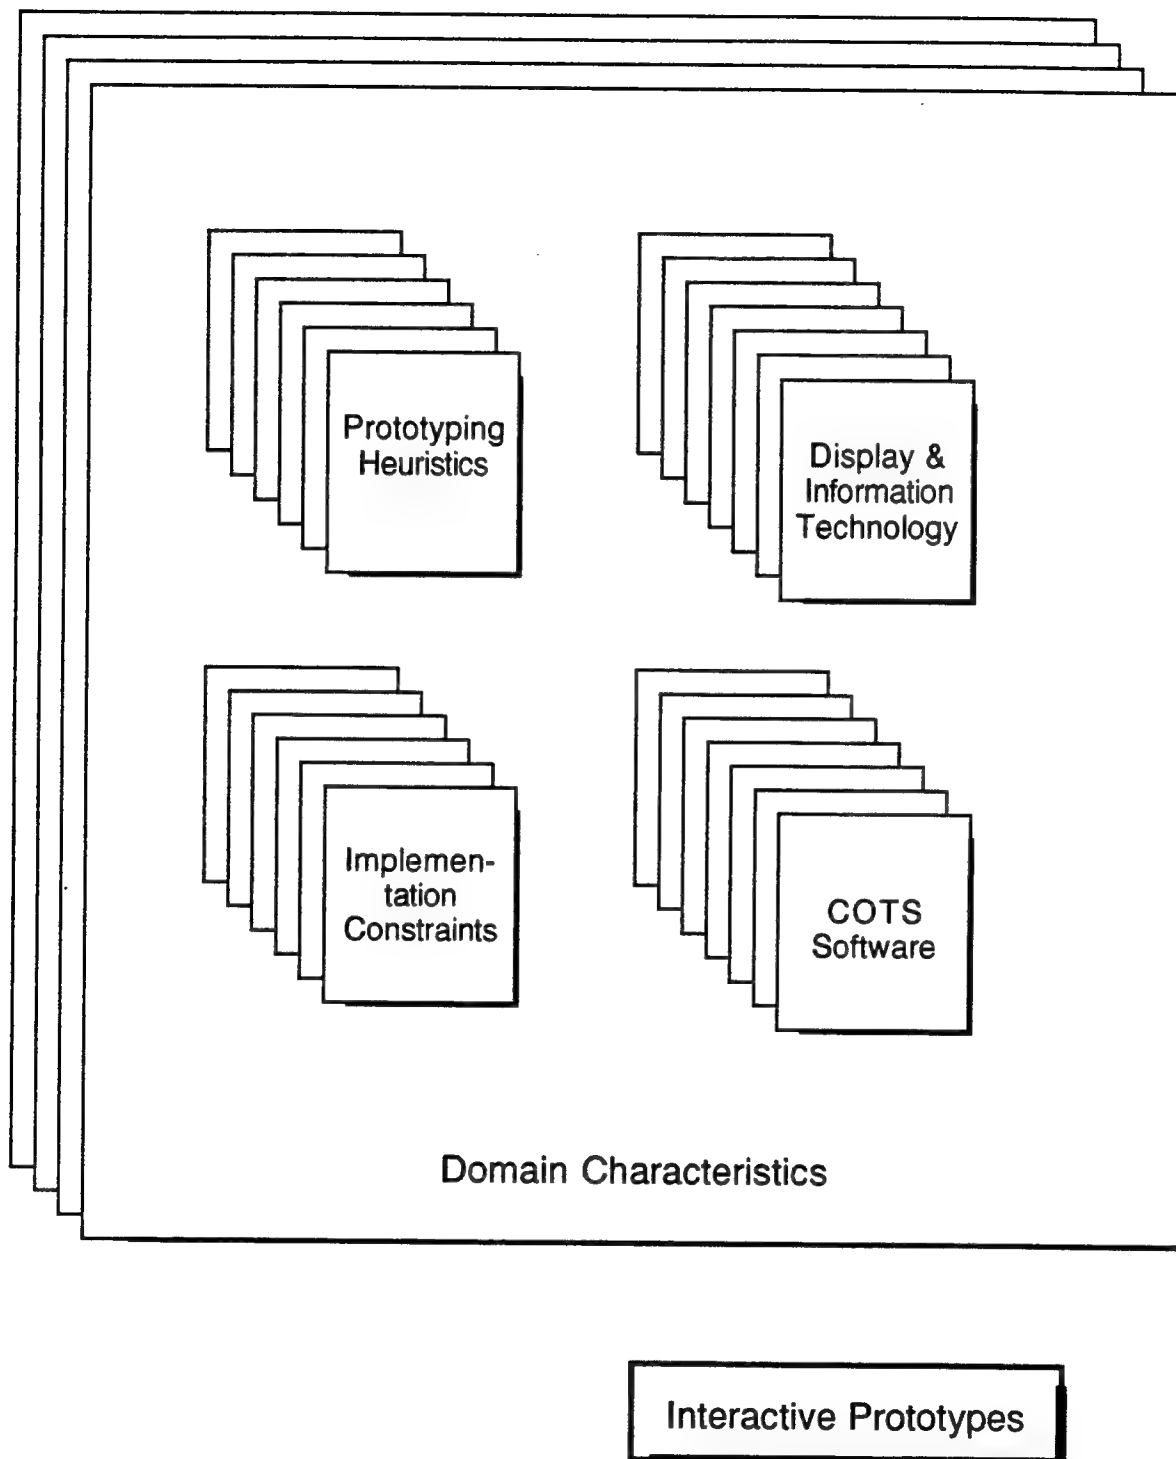 Prototyping
Heuristics
Display &
Information
Technology
Implemen-
tation
Constraints
COTS
Software
Domain Characteristics
Interactive Prototypes